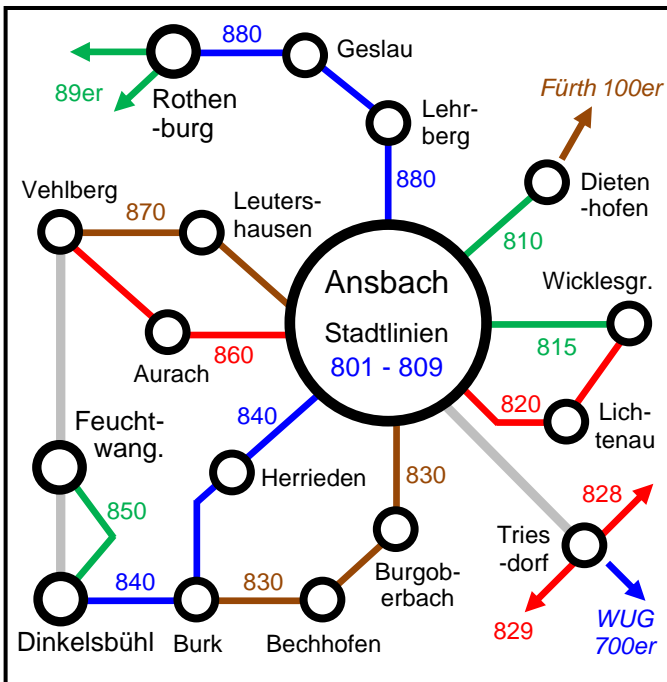 880
Geslau
89er
Rothen
-burg
Lehr-
berg
Fürth 100er
880
Dieten
-hofen
Vehlberg
870
Leuters-
hausen
810
Wicklesgr.
Ansbach
Stadtlinien
801 - 809
815
860
Aurach
820
Lich-
tenau
Feucht-
wang.
840
Herrieden
830
828
850
Tries
-dorf
Burgob-
erbach
840
830
829
WUG
700er
Dinkelsbühl
Burk
Bechhofen